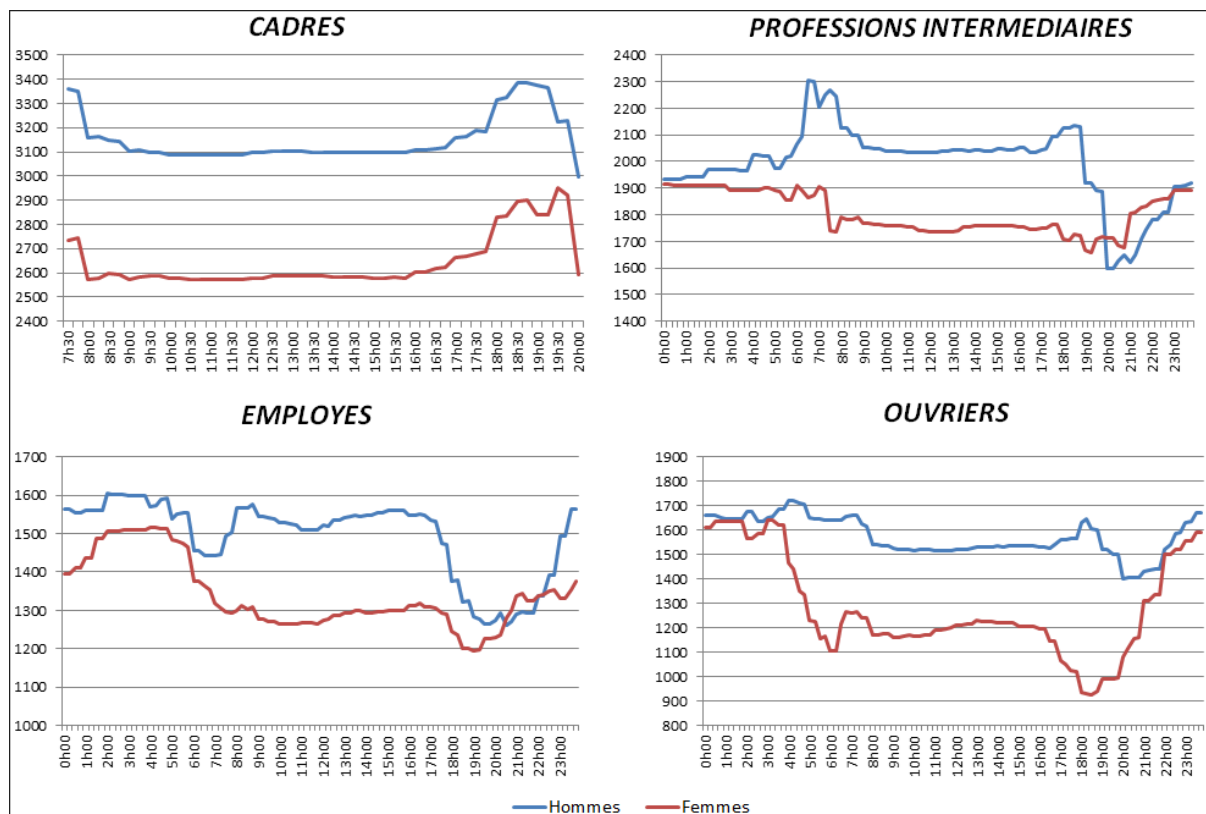 CADRES
3500
3400
3300
3200
3100
3000
2900
2800
2700
2600
2500
2400
7h30
8h00
8h30
9h00
9h30
10h00
10h30
11h00
11h30
12h00
12h30
13h00
13h30
14h00
14h30
15h00
15h30
16h00
16h30
17h00
17h30
18h00
18h30
19h00
19h30
20h00
PROFESSIONS INTERMEDIAIRES
2400
2300
2200
2100
2000
1900
1800
1700
1600
1500
1400
0h00
1h00
2h00
3h00
4h00
5h00
6h00
7h00
8h00
9h00
10h00
11h00
12h00
13h00
14h00
15h00
16h00
17h00
18h00
19h00
20h00
21h00
22h00
23h00
EMPLOYES
1700
1600
1500
1400
1300
1200
1100
1000
0h00
1h00
2h00
3h00
4h00
5h00
6h00
7h00
8h00
9h00
10h00
11h00
12h00
13h00
14h00
15h00
16h00
17h00
18h00
19h00
20h00
21h00
22h00
23h00
OUVRIERS
1900
1800
1700
1600
1500
1400
1300
1200
1100
1000
900
800
0h00
1h00
2h00
3h00
4h00
5h00
6h00
7h00
8h00
9h00
10h00
11h00
12h00
13h00
14h00
15h00
16h00
17h00
18h00
19h00
20h00
21h00
22h00
23h00
Hommes
Femmes